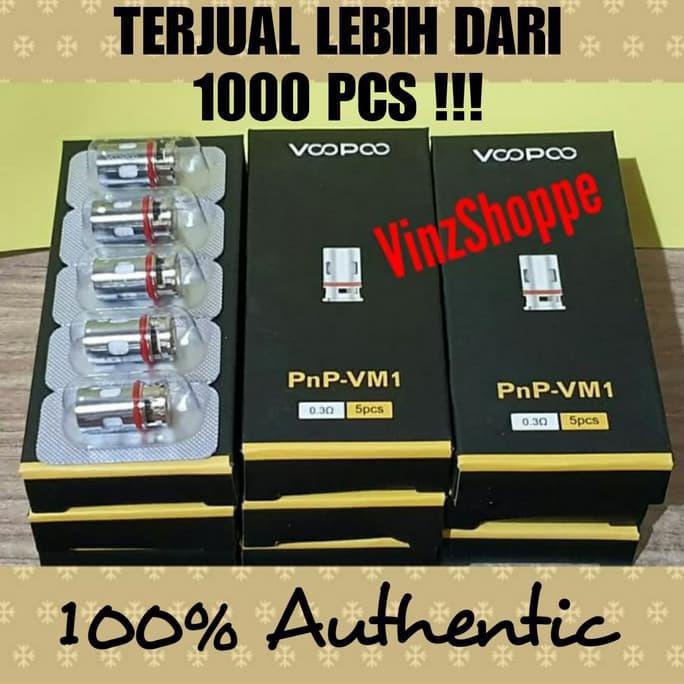 TERJUAL LEBIH DARI
1000 PCS !!!
VOOPOO
VOOPOO
VOOPOO
VinzShoppe
PnP-VM1
0.3Ω 5pcs
PnP-VM1
0.3Ω 5pcs
100% Authentic